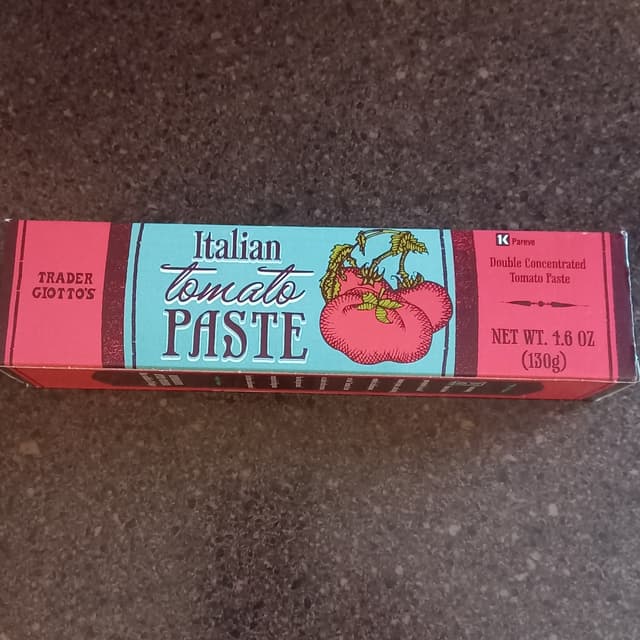 TRADER
GIOTTO'S
Italian
tomato
PASTE
K Pareve
Double Concentrated
Tomato Paste
NET WT. 4.6 OZ
(130g)